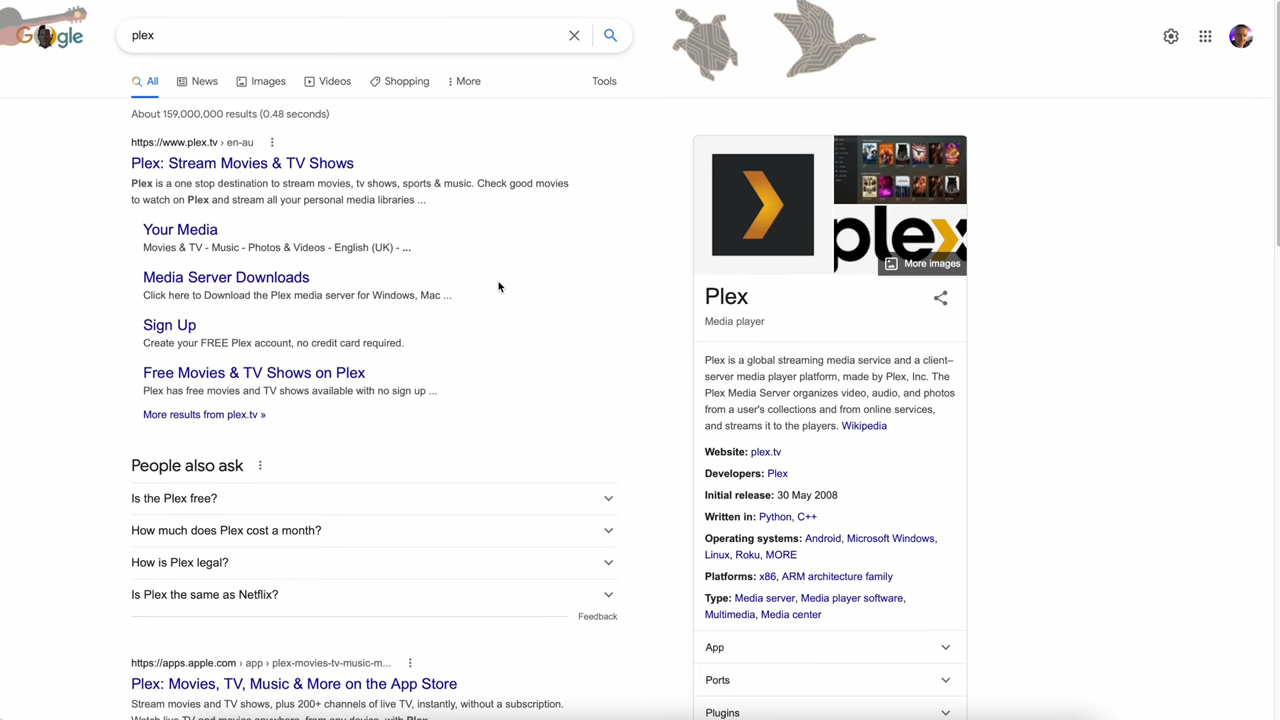 Google
plex
All
News
Images
Videos
Shopping
More
Tools
About 159,000,000 results (0.48 seconds)
https://www.plex.tv › en-au
Plex: Stream Movies & TV Shows
Plex is a one stop destination to stream movies, tv shows, sports & music. Check good movies
to watch on Plex and stream all your personal media libraries ...
Your Media
Movies & TV - Music - Photos & Videos - English (UK) - ...
Media Server Downloads
Click here to Download the Plex media server for Windows, Mac ...
Sign Up
Create your FREE Plex account, no credit card required.
Free Movies & TV Shows on Plex
Plex has free movies and TV shows available with no sign up ...
More results from plex.tv »
People also ask
Is the Plex free?
How much does Plex cost a month?
How is Plex legal?
Is Plex the same as Netflix?
Feedback
https://apps.apple.com › app › plex-movies-tv-music-m...
Plex: Movies, TV, Music & More on the App Store
Stream movies and TV shows, plus 200+ channels of live TV, instantly, without a subscription.
Watch live TV and movies anywhere, from any device, with Plex.
plex
More images
Plex
Media player
Plex is a global streaming media service and a client–
server media player platform, made by Plex, Inc. The
Plex Media Server organizes video, audio, and photos
from a user's collections and from online services,
and streams it to the players. Wikipedia
Website: plex.tv
Developers: Plex
Initial release: 30 May 2008
Written in: Python, C++
Operating systems: Android, Microsoft Windows,
Linux, Roku, MORE
Platforms: x86, ARM architecture family
Type: Media server, Media player software,
Multimedia, Media center
App
Ports
Plugins